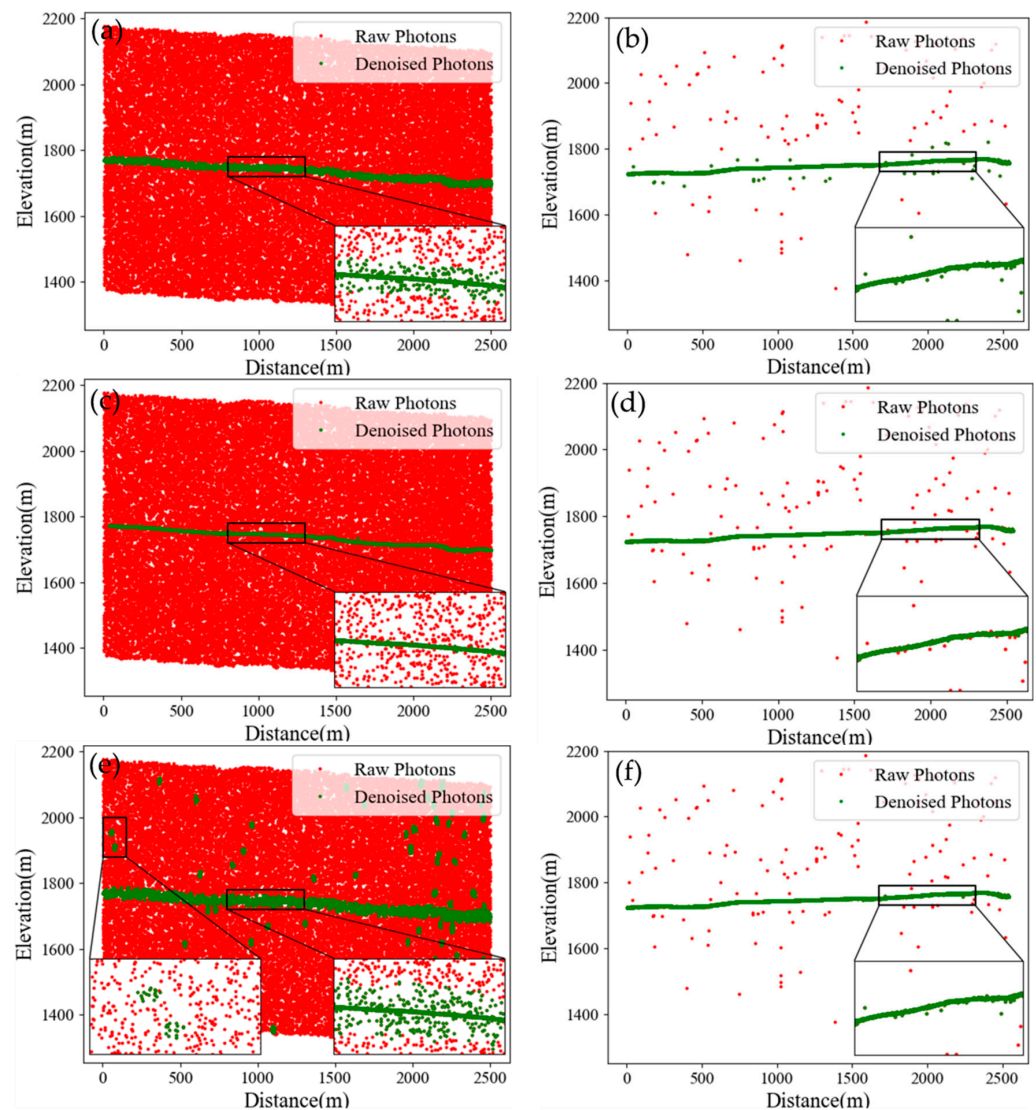 (a)
Raw Photons
Denoised Photons
2200
2000
1800
1600
1400
Elevation(m)
0 500 1000 1500 2000 2500
Distance(m)
(b)
Raw Photons
Denoised Photons
2200
2000
1800
1600
1400
Elevation(m)
0 500 1000 1500 2000 2500
Distance(m)
(c)
Raw Photons
Denoised Photons
2200
2000
1800
1600
1400
Elevation(m)
0 500 1000 1500 2000 2500
Distance(m)
(d)
Raw Photons
Denoised Photons
2200
2000
1800
1600
1400
Elevation(m)
0 500 1000 1500 2000 2500
Distance(m)
(e)
Raw Photons
Denoised Photons
2200
2000
1800
1600
1400
Elevation(m)
0 500 1000 1500 2000 2500
Distance(m)
(f)
Raw Photons
Denoised Photons
2200
2000
1800
1600
1400
Elevation(m)
0 500 1000 1500 2000 2500
Distance(m)